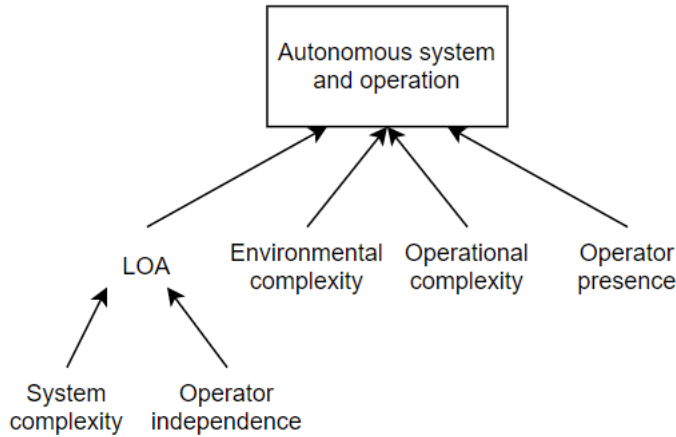 Autonomous system
and operation
LOA
Environmental
complexity
Operational
complexity
Operator
presence
System
complexity
Operator
independence